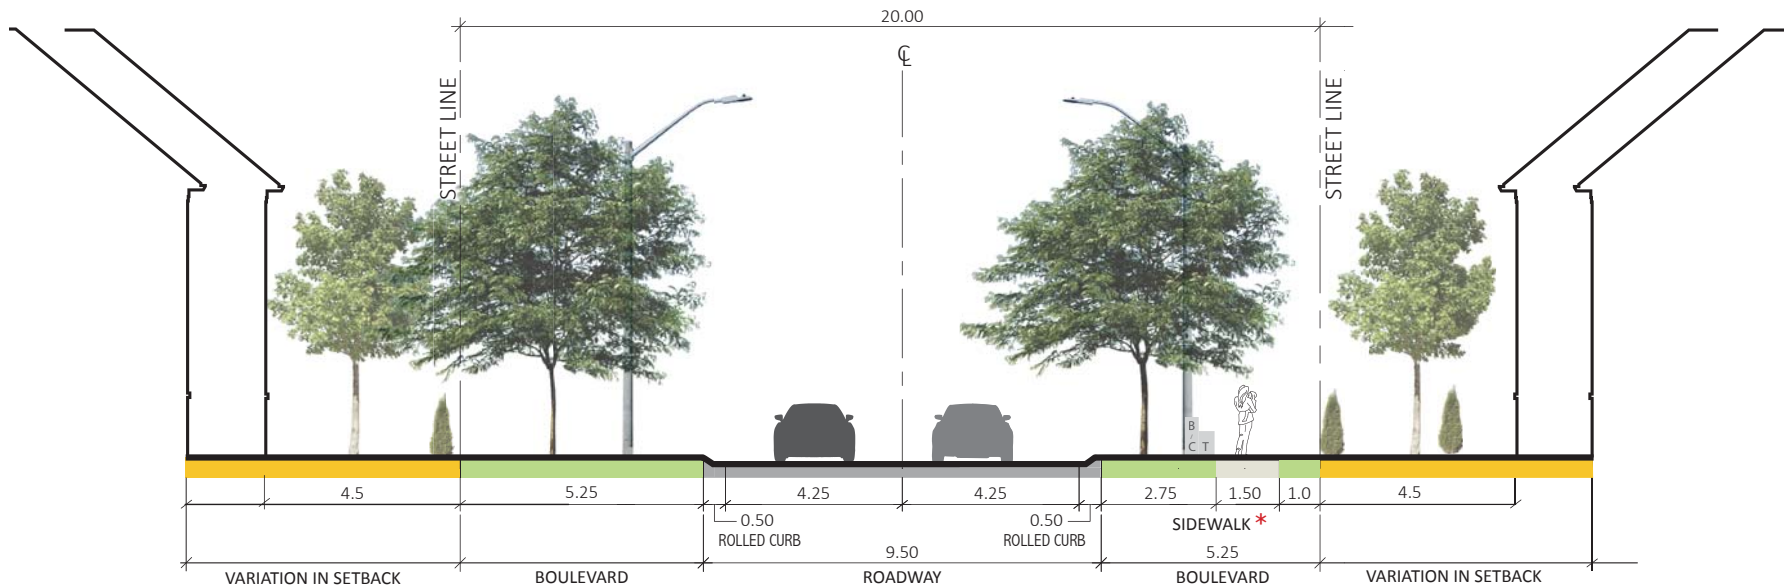 20.00
℄
STREET LINE
STREET LINE
B
/
C T
4.5
5.25
4.25
4.25
2.75
1.50
1.0
4.5
0.50
ROLLED CURB
0.50
ROLLED CURB
SIDEWALK *
9.50
5.25
VARIATION IN SETBACK
BOULEVARD
ROADWAY
BOULEVARD
VARIATION IN SETBACK